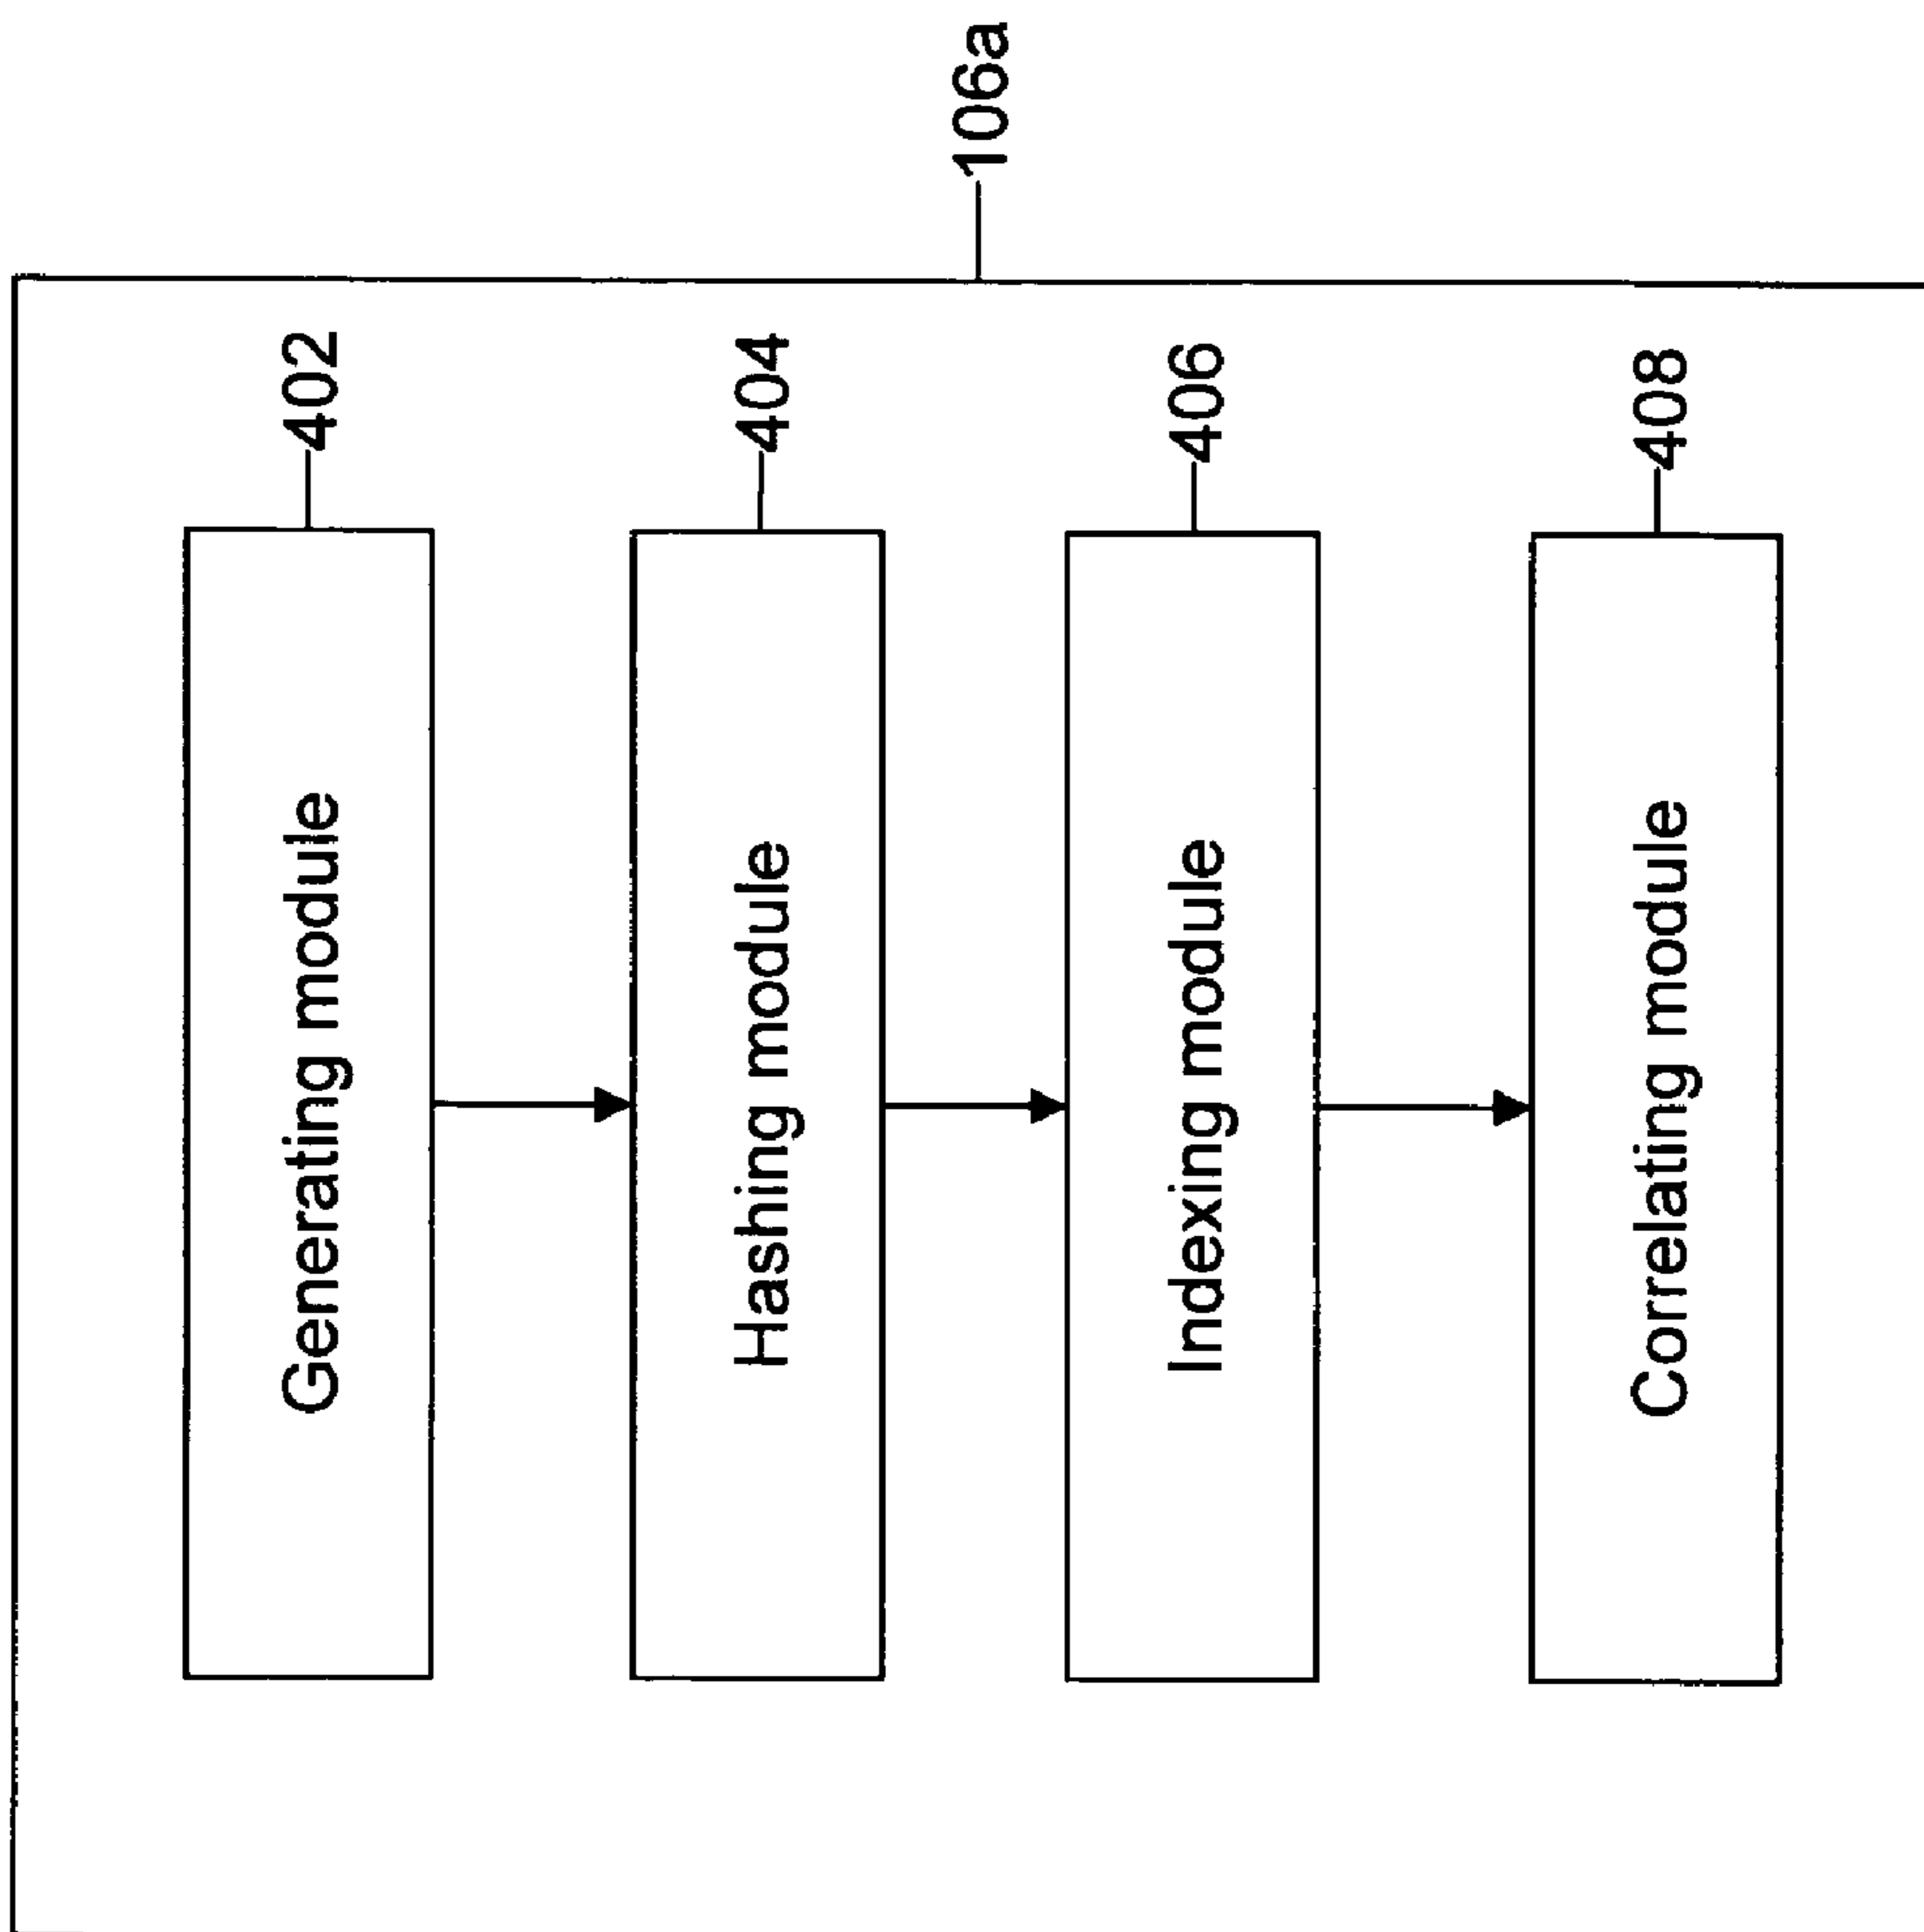 Generating module
402
Hashing module
404
106a
Indexing module
406
Correlating module
408